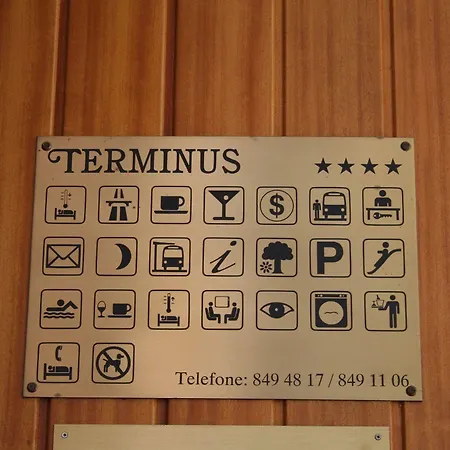 TERMINUS ★★★★
$
i
P
Telefone: 849 48 17 / 849 11 06